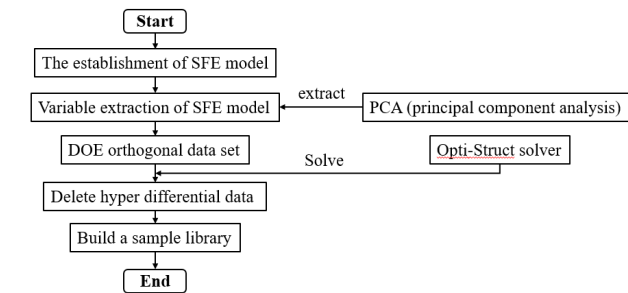 Start
The establishment of SFE model
extract
Variable extraction of SFE model
PCA (principal component analysis)
DOE orthogonal data set
Opti-Struct solver
Solve
Delete hyper differential data
Build a sample library
End